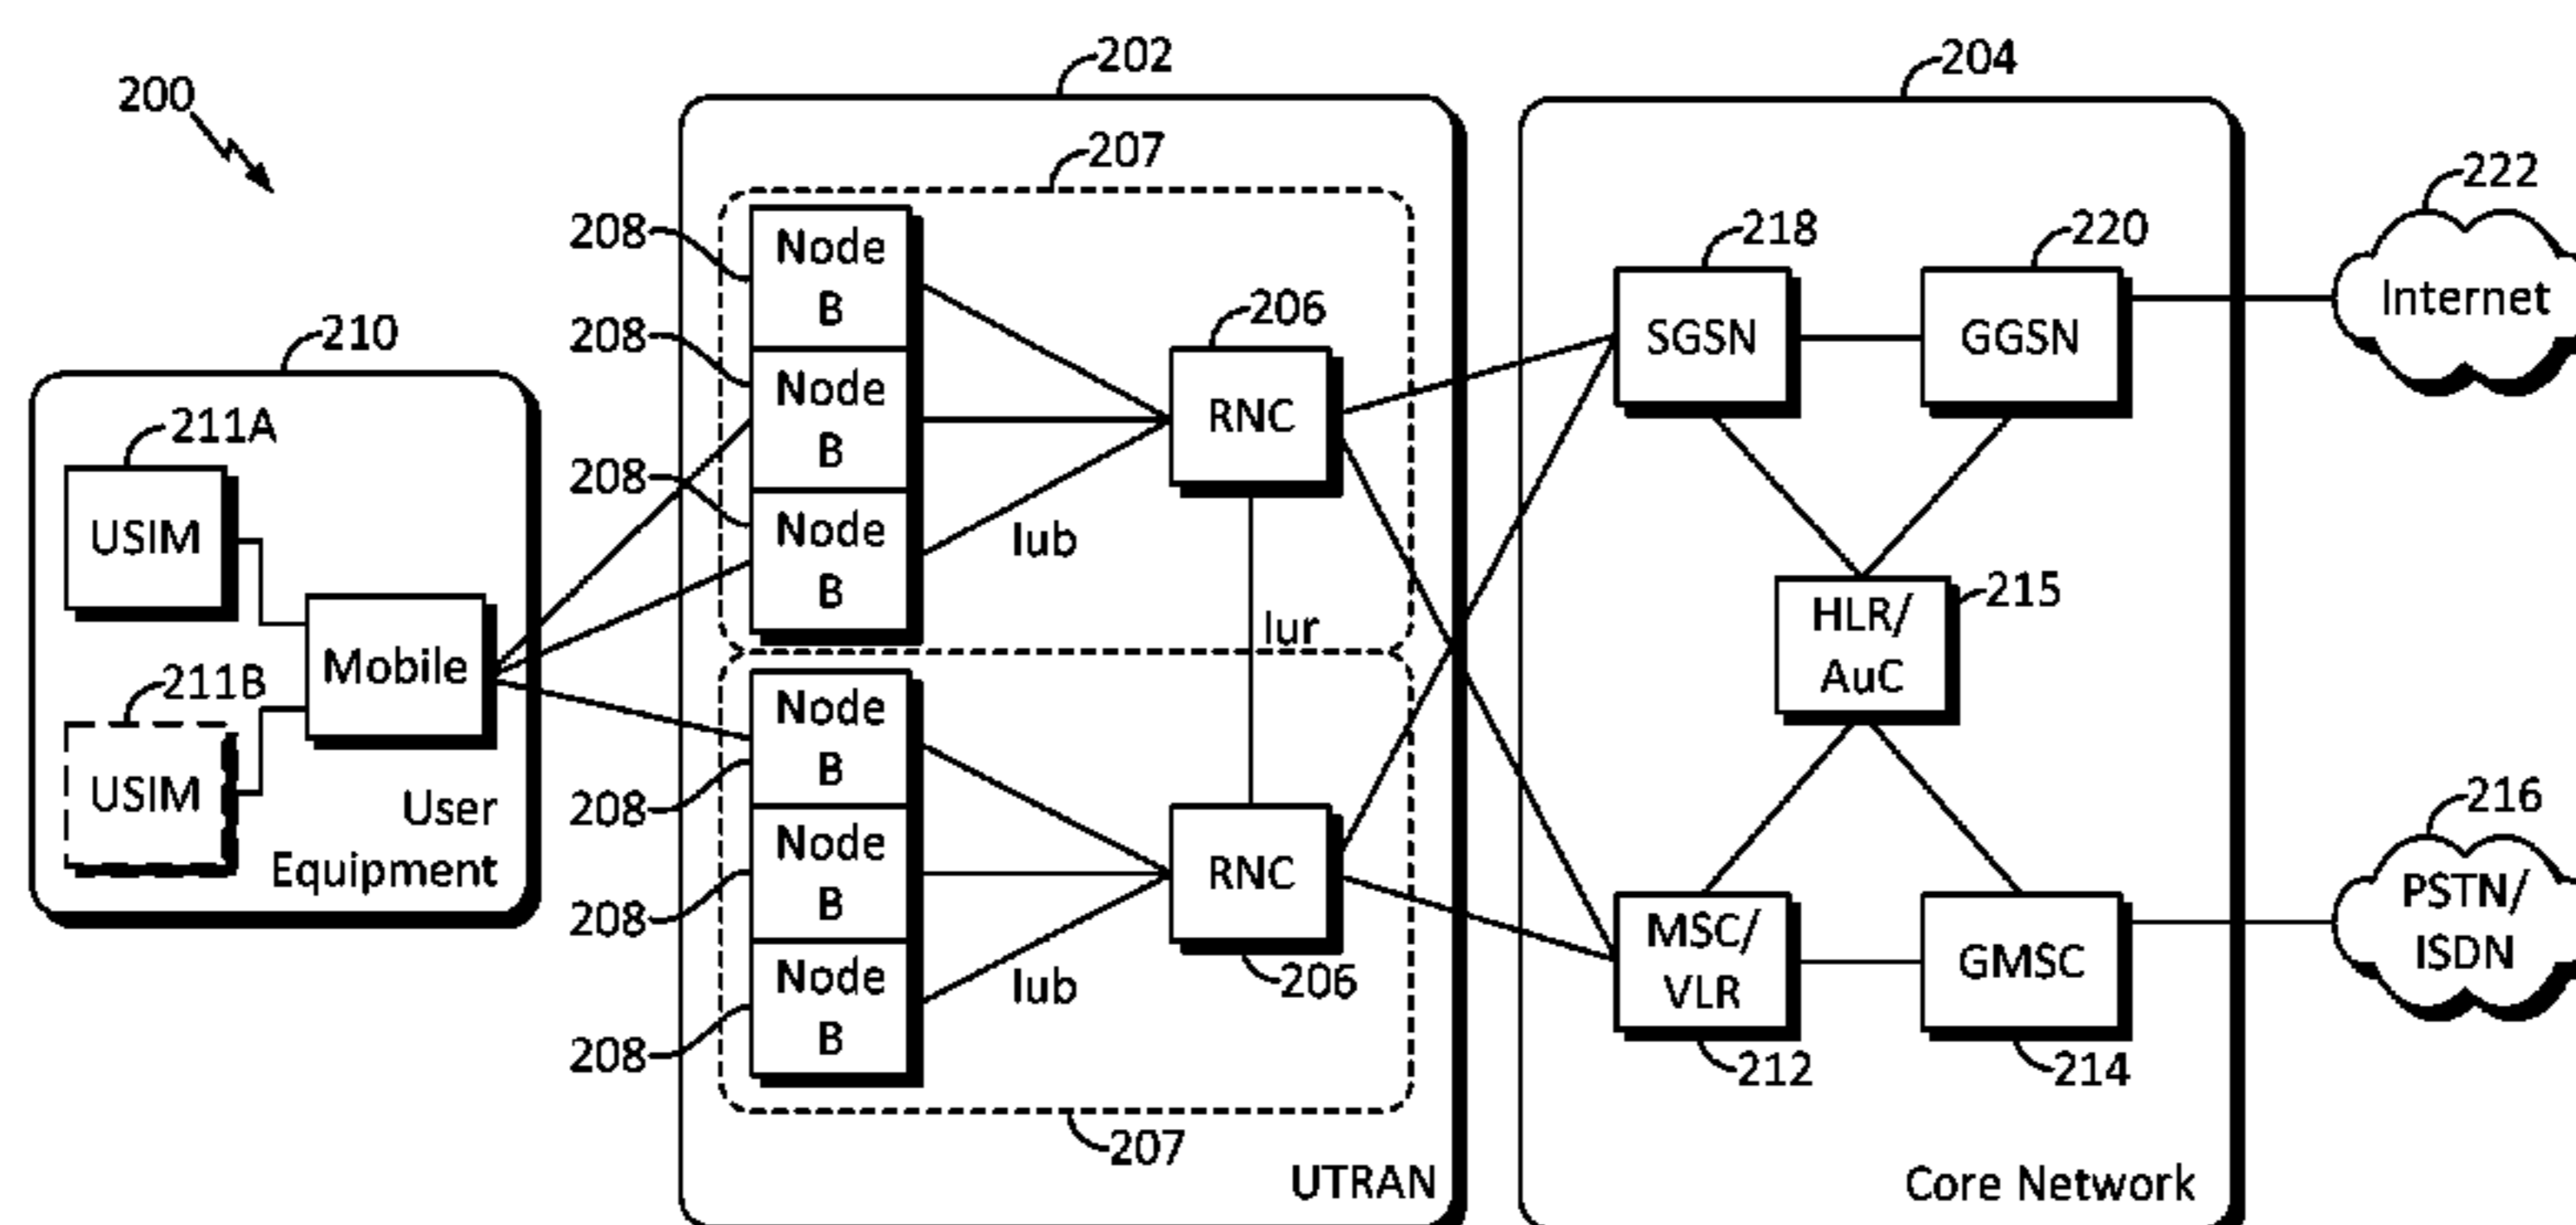 200
210
211A
USIM
211B
USIM
Mobile
User
Equipment
202
207
208
Node
B
208
Node
B
208
Node
B
206
RNC
Iub
Iur
208
Node
B
208
Node
B
208
Node
B
RNC
206
Iub
207
UTRAN
204
218
SGSN
220
GGSN
HLR/
AuC
215
MSC/
VLR
212
GMSC
214
Core Network
222
Internet
216
PSTN/
ISDN